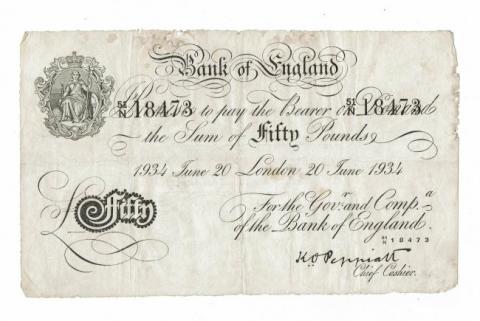 Bank of England
51/N 18473 Promise to pay the Bearer on Demand 51/N 18473
the Sum of Fifty Pounds
1934 June 20 London 20 June 1934
For the Govr. and Compa.
Fifty
of the Bank of England.
51/N 18473
K.O. Peppiatt
Chief Cashier.